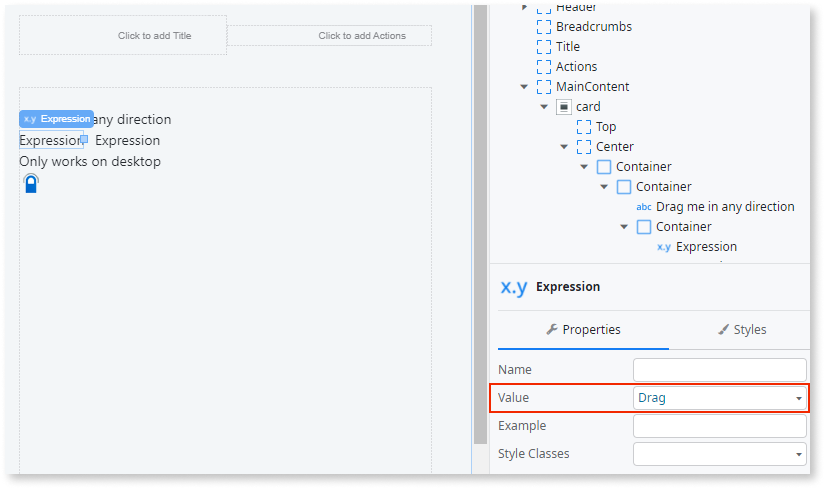 Click to add Title
Click to add Actions
x.y Expression
any direction
Expression
Expression
Only works on desktop
Header
Breadcrumbs
Title
Actions
MainContent
card
Top
Center
Container
Container
abc Drag me in any direction
Container
x.y Expression
x.y Expression
Properties
Styles
Name
Value Drag
Example
Style Classes